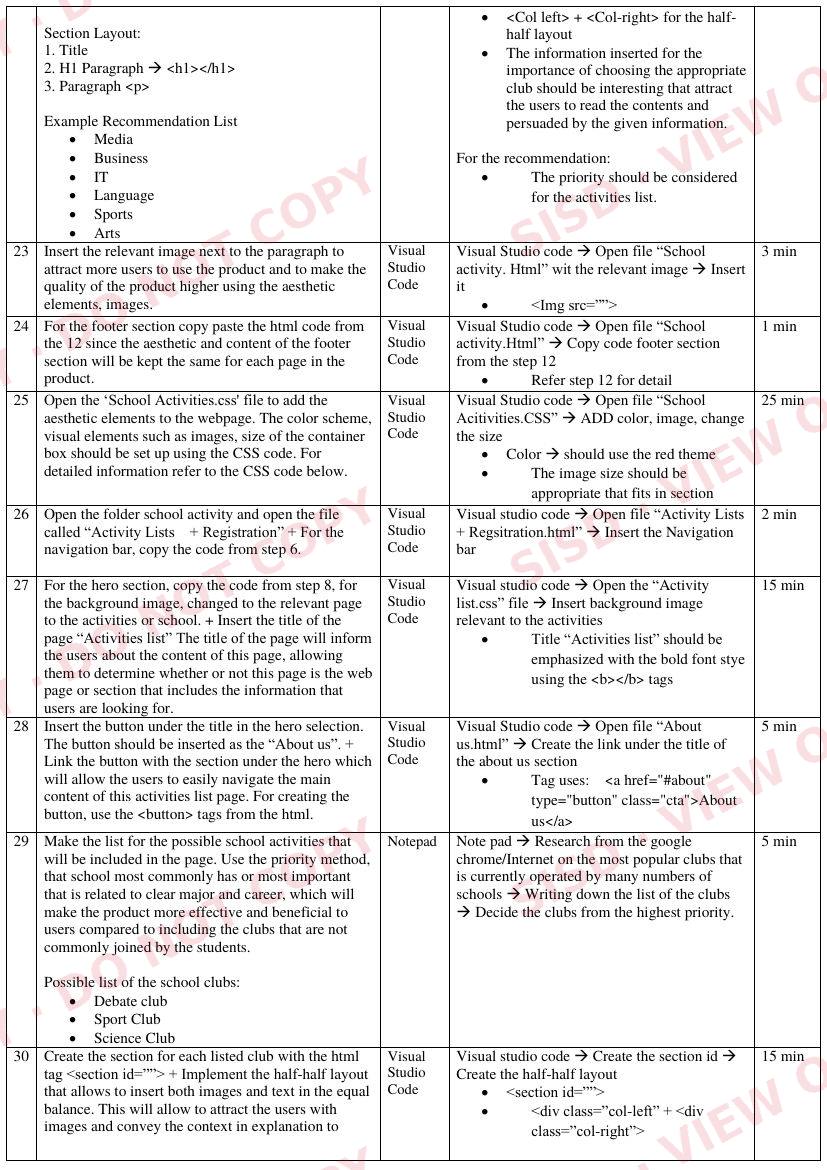 Section Layout:
1. Title
2. H1 Paragraph → <h1></h1>
3. Paragraph <p>
Example Recommendation List
• Media
• Business
• IT
• Language
• Sports
• Arts
• <Col left> + <Col-right> for the half-
half layout
• The information inserted for the
importance of choosing the appropriate
club should be interesting that attract
the users to read the contents and
persuaded by the given information.
For the recommendation:
• The priority should be considered
for the activities list.
23
Insert the relevant image next to the paragraph to
attract more users to use the product and to make the
quality of the product higher using the aesthetic
elements, images.
Visual
Studio
Code
Visual Studio code → Open file “School
activity. Html” wit the relevant image → Insert
it
• <Img src=””>
3 min
24
For the footer section copy paste the html code from
the 12 since the aesthetic and content of the footer
section will be kept the same for each page in the
product.
Visual
Studio
Code
Visual Studio code → Open file “School
activity.Html” → Copy code footer section
from the step 12
• Refer step 12 for detail
1 min
25
Open the ‘School Activities.css' file to add the
aesthetic elements to the webpage. The color scheme,
visual elements such as images, size of the container
box should be set up using the CSS code. For
detailed information refer to the CSS code below.
Visual
Studio
Code
Visual Studio code → Open file “School
Acitivities.CSS” → ADD color, image, change
the size
• Color → should use the red theme
• The image size should be
appropriate that fits in section
25 min
26
Open the folder school activity and open the file
called “Activity Lists + Registration” + For the
navigation bar, copy the code from step 6.
Visual
Studio
Code
Visual studio code → Open file “Activity Lists
+ Regsitration.html” → Insert the Navigation
bar
2 min
27
For the hero section, copy the code from step 8, for
the background image, changed to the relevant page
to the activities or school. + Insert the title of the
page “Activities list” The title of the page will inform
the users about the content of this page, allowing
them to determine whether or not this page is the web
page or section that includes the information that
users are looking for.
Visual
Studio
Code
Visual studio code → Open the “Activity
list.css” file → Insert background image
relevant to the activities
• Title “Activities list” should be
emphasized with the bold font stye
using the <b></b> tags
15 min
28
Insert the button under the title in the hero selection.
The button should be inserted as the “About us”. +
Link the button with the section under the hero which
will allow the users to easily navigate the main
content of this activities list page. For creating the
button, use the <button> tags from the html.
Visual
Studio
Code
Visual Studio code → Open file “About
us.html” → Create the link under the title of
the about us section
• Tag uses: <a href="#about"
type="button" class="cta">About
us</a>
5 min
29
Make the list for the possible school activities that
will be included in the page. Use the priority method,
that school most commonly has or most important
that is related to clear major and career, which will
make the product more effective and beneficial to
users compared to including the clubs that are not
commonly joined by the students.
Possible list of the school clubs:
• Debate club
• Sport Club
• Science Club
Notepad
Note pad → Research from the google
chrome/Internet on the most popular clubs that
is currently operated by many numbers of
schools → Writing down the list of the clubs
→ Decide the clubs from the highest priority.
5 min
30
Create the section for each listed club with the html
tag <section id=””> + Implement the half-half layout
that allows to insert both images and text in the equal
balance. This will allow to attract the users with
images and convey the context in explanation to
Visual
Studio
Code
Visual studio code → Create the section id →
Create the half-half layout
• <section id=””>
• <div class=”col-left” + <div
class=”col-right”>
15 min
Y - DO NOT COPY
SISD - VIEW O
Y - DO NOT COPY
SISD - VIEW O
Y - DO NOT COPY
SISD - VIEW O